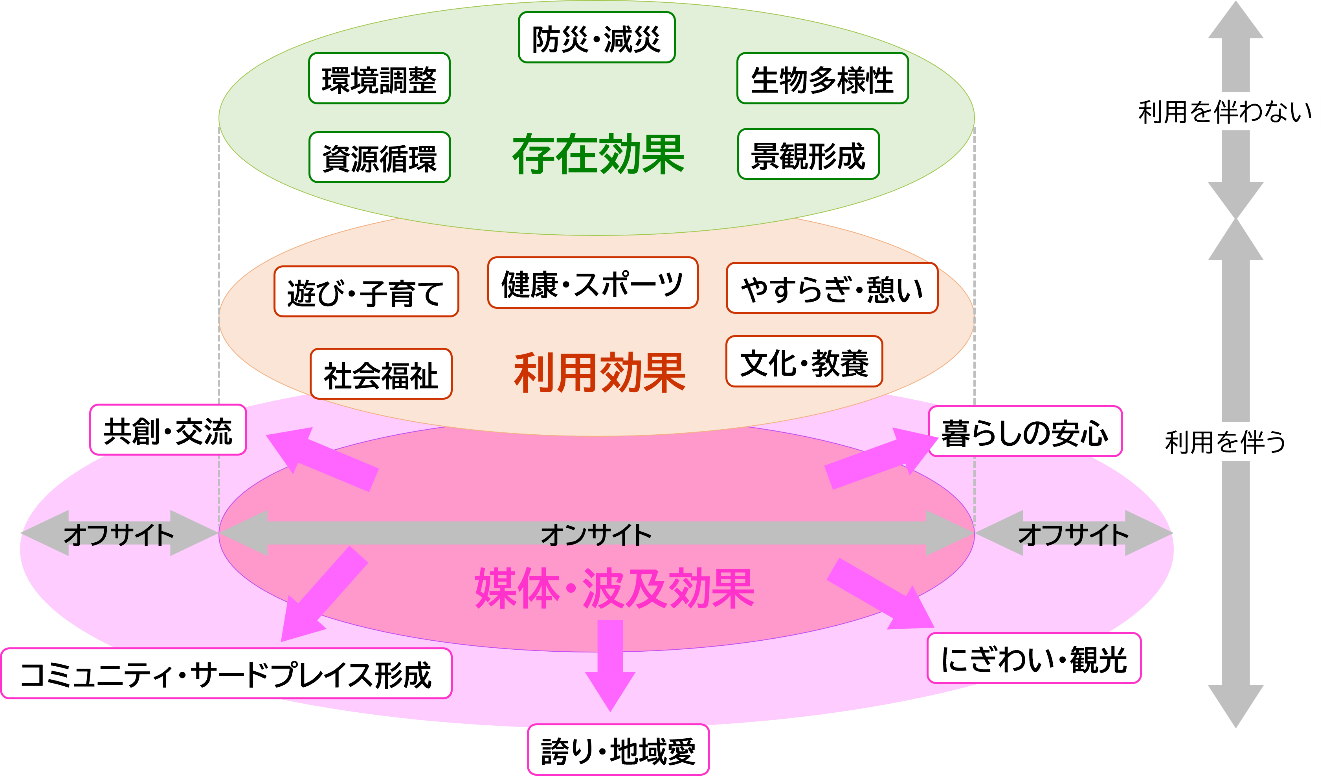 防災・減災
環境調整
生物多様性
利用を伴わない
資源循環
存在効果
景観形成
遊び・子育て
健康・スポーツ
やすらぎ・憩い
社会福祉
利用効果
文化・教養
共創・交流
暮らしの安心
利用を伴う
オフサイト
オンサイト
オフサイト
媒体・波及効果
コミュニティ・サードプレイス形成
にぎわい・観光
誇り・地域愛